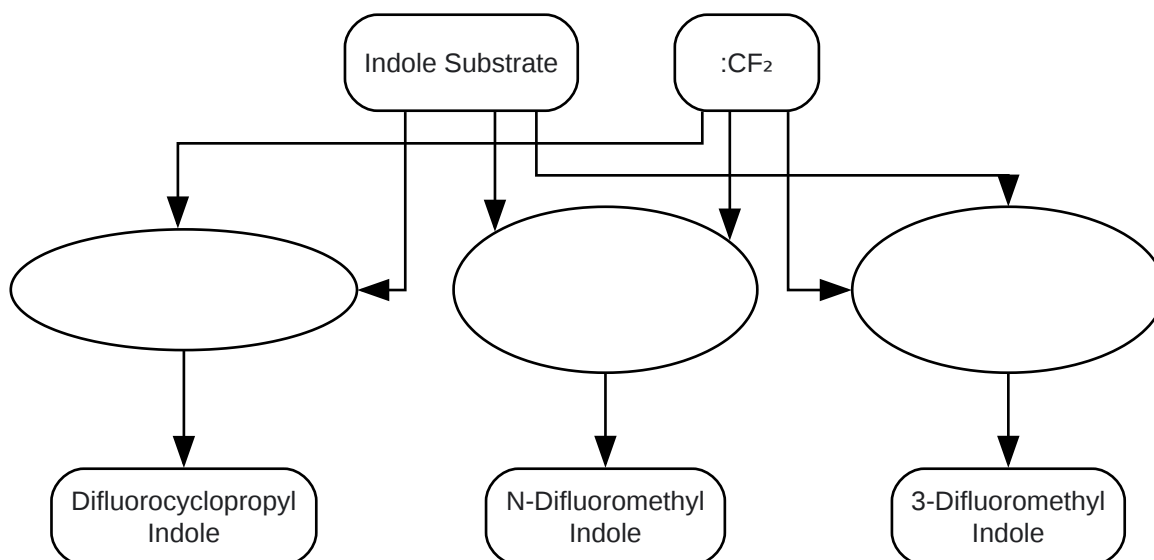 Indole Substrate
:CF₂
Difluorocyclopropyl
Indole
N-Difluoromethyl
Indole
3-Difluoromethyl
Indole